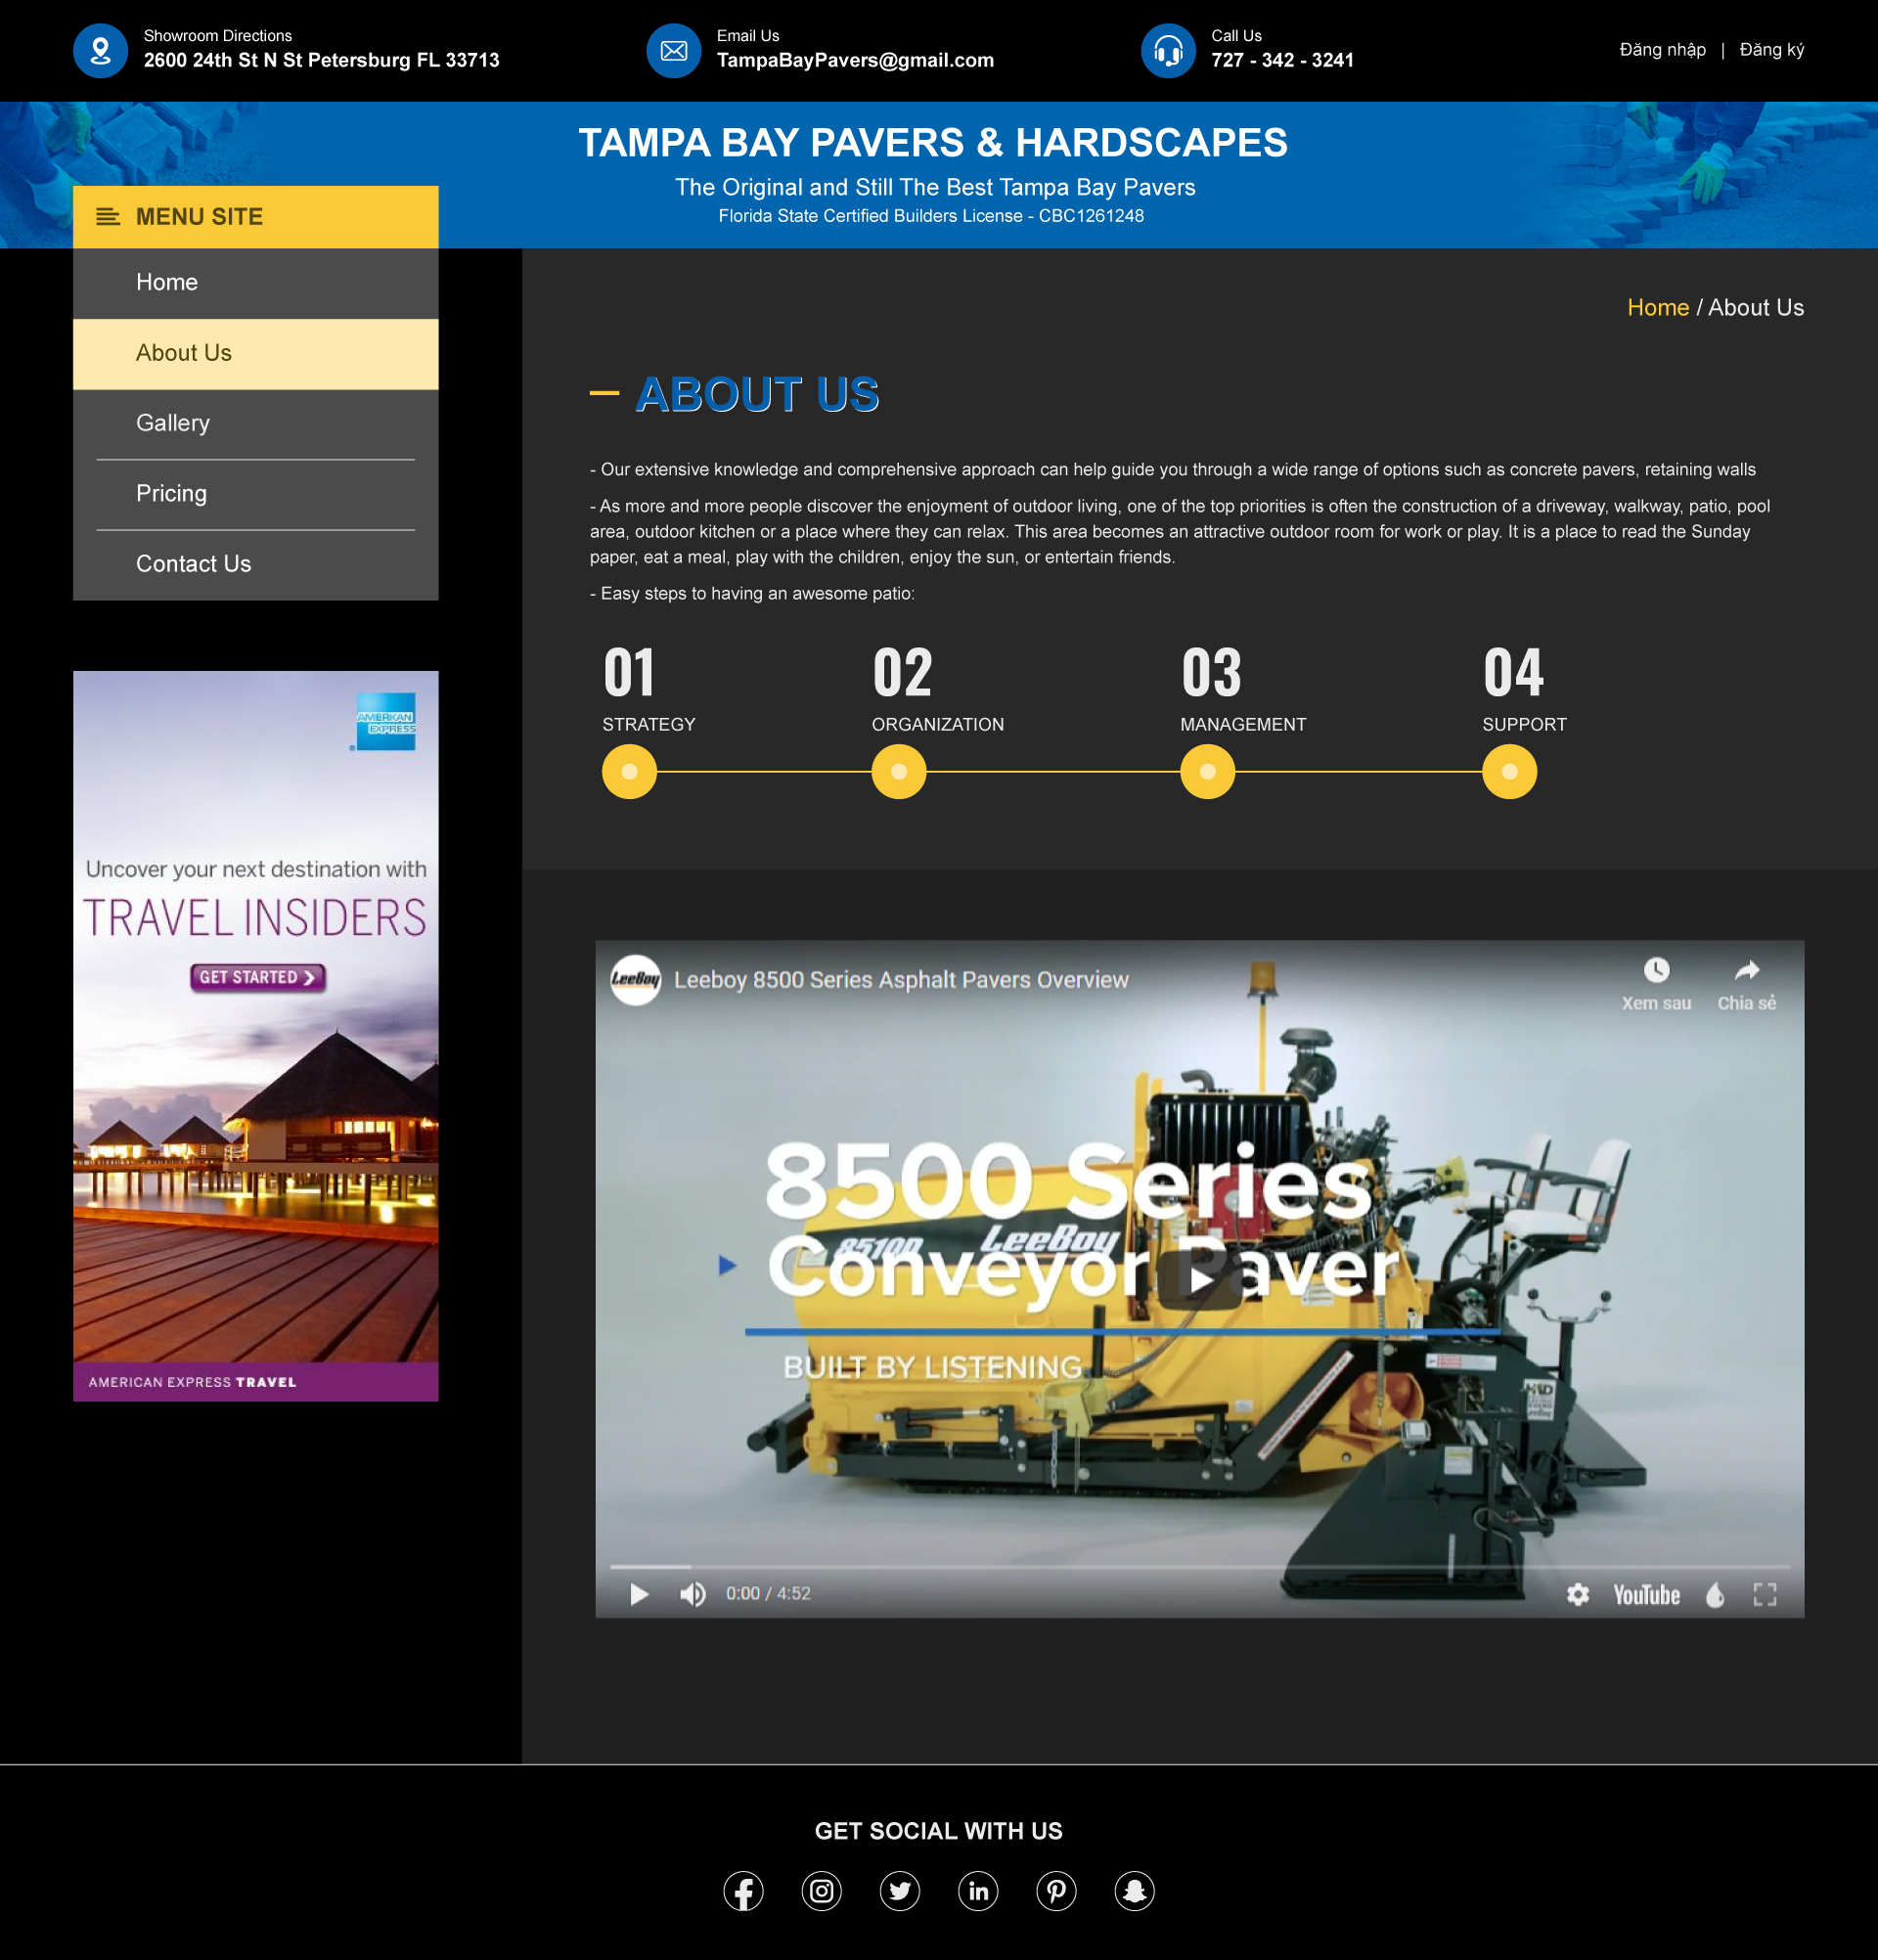 Showroom Directions
2600 24th St N St Petersburg FL 33713
Email Us
TampaBayPavers@gmail.com
Call Us
727 - 342 - 3241
Đăng nhập | Đăng ký
TAMPA BAY PAVERS & HARDSCAPES
The Original and Still The Best Tampa Bay Pavers
Florida State Certified Builders License - CBC1261248
MENU SITE
Home
About Us
Gallery
Pricing
Contact Us
AMERICAN
EXPRESS
Uncover your next destination with
TRAVEL INSIDERS
GET STARTED
AMERICAN EXPRESS TRAVEL
Home / About Us
ABOUT US
- Our extensive knowledge and comprehensive approach can help guide you through a wide range of options such as concrete pavers, retaining walls
- As more and more people discover the enjoyment of outdoor living, one of the top priorities is often the construction of a driveway, walkway, patio, pool
area, outdoor kitchen or a place where they can relax. This area becomes an attractive outdoor room for work or play. It is a place to read the Sunday
paper, eat a meal, play with the children, enjoy the sun, or entertain friends.
- Easy steps to having an awesome patio:
01
STRATEGY
02
ORGANIZATION
03
MANAGEMENT
04
SUPPORT
LeeBoy
Leeboy 8500 Series Asphalt Pavers Overview
Xem sau
Chia sẻ
8500 Series
8510D LeeBoy
Conveyor Paver
BUILT BY LISTENING
0:00 / 4:52
YouTube
GET SOCIAL WITH US